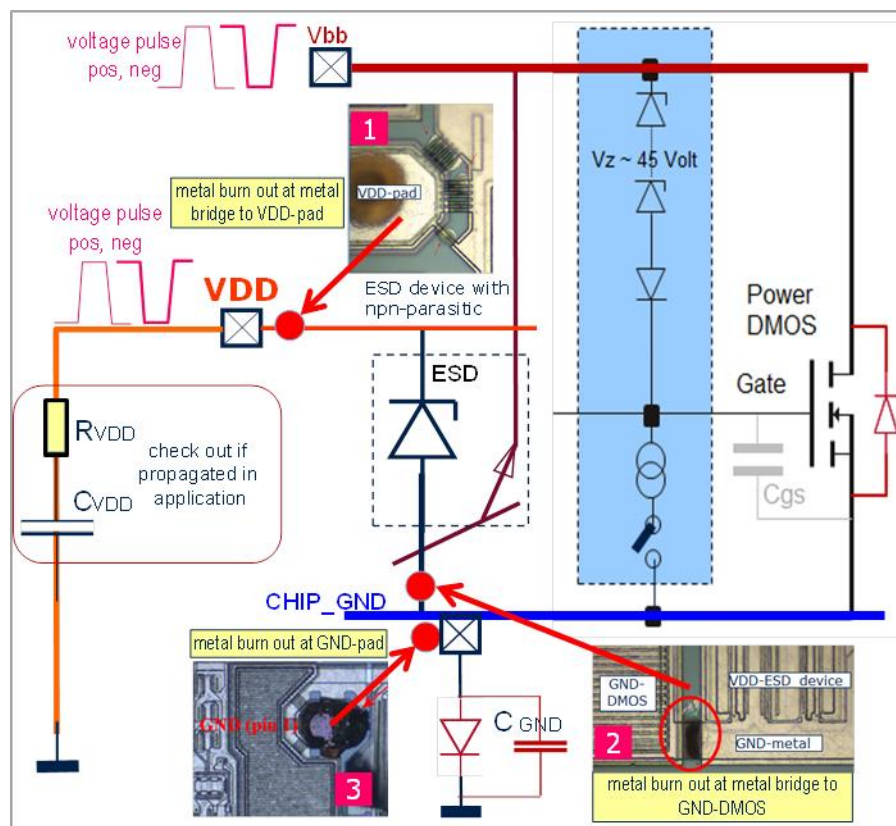 voltage pulse
pos, neg
Vbb
1
metal burn out at metal
bridge to VDD-pad
VDD-pad
Vz ~ 45 Volt
voltage pulse
pos, neg
VDD
ESD device with
npn-parasitic
Power
DMOS
ESD
Gate
RVDD
check out if
propagated in
application
CVDD
Cgs
CHIP_GND
metal burn out at GND-pad
GND-
DMOS
VDD-ESD device
GND (pin 1)
C GND
GND-metal
2
3
metal burn out at metal bridge to
GND-DMOS